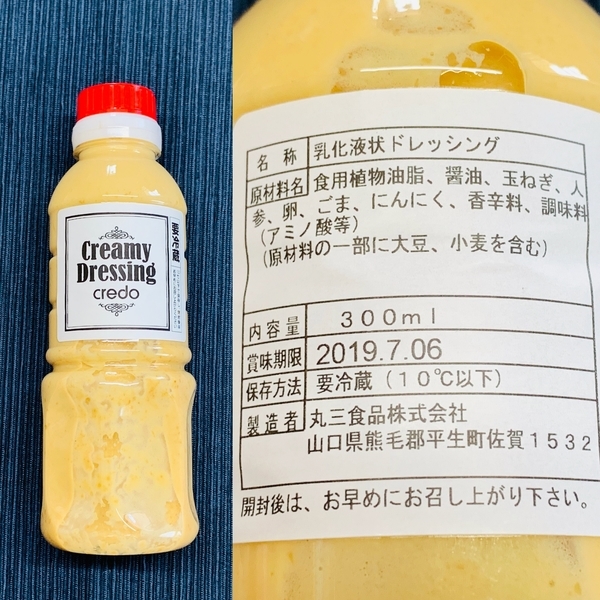 Creamy
Dressing
credo
要冷蔵
名称 乳化液状ドレッシング
原材料名 食用植物油脂、醤油、玉ねぎ、人
参、卵、ごま、にんにく、香辛料、調味料
（アミノ酸等）
（原材料の一部に大豆、小麦を含む）
内容量 300ml
賞味期限 2019.7.06
保存方法 要冷蔵（10℃以下）
製造者 丸三食品株式会社
山口県熊毛郡平生町佐賀1532
開封後は、お早めにお召し上がり下さい。